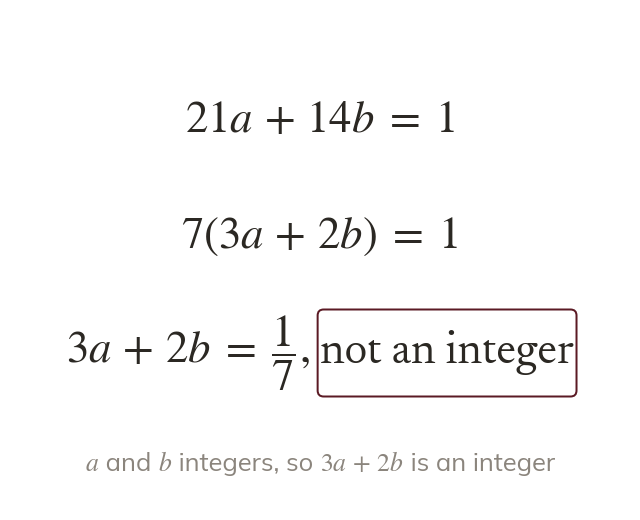 21a + 14b = 1
7(3a + 2b) = 1
3a + 2b = 1/7, not an integer
a and b integers, so 3a + 2b is an integer